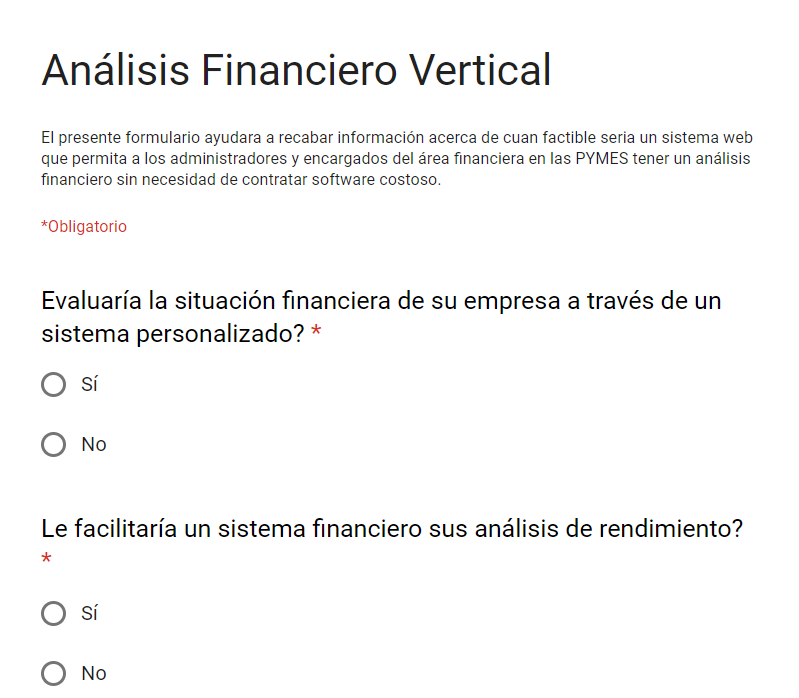 Análisis Financiero Vertical
El presente formulario ayudara a recabar información acerca de cuan factible seria un sistema web
que permita a los administradores y encargados del área financiera en las PYMES tener un análisis
financiero sin necesidad de contratar software costoso.
*Obligatorio
Evaluaría la situación financiera de su empresa a través de un
sistema personalizado? *
Sí
No
Le facilitaría un sistema financiero sus análisis de rendimiento?
*
Sí
No